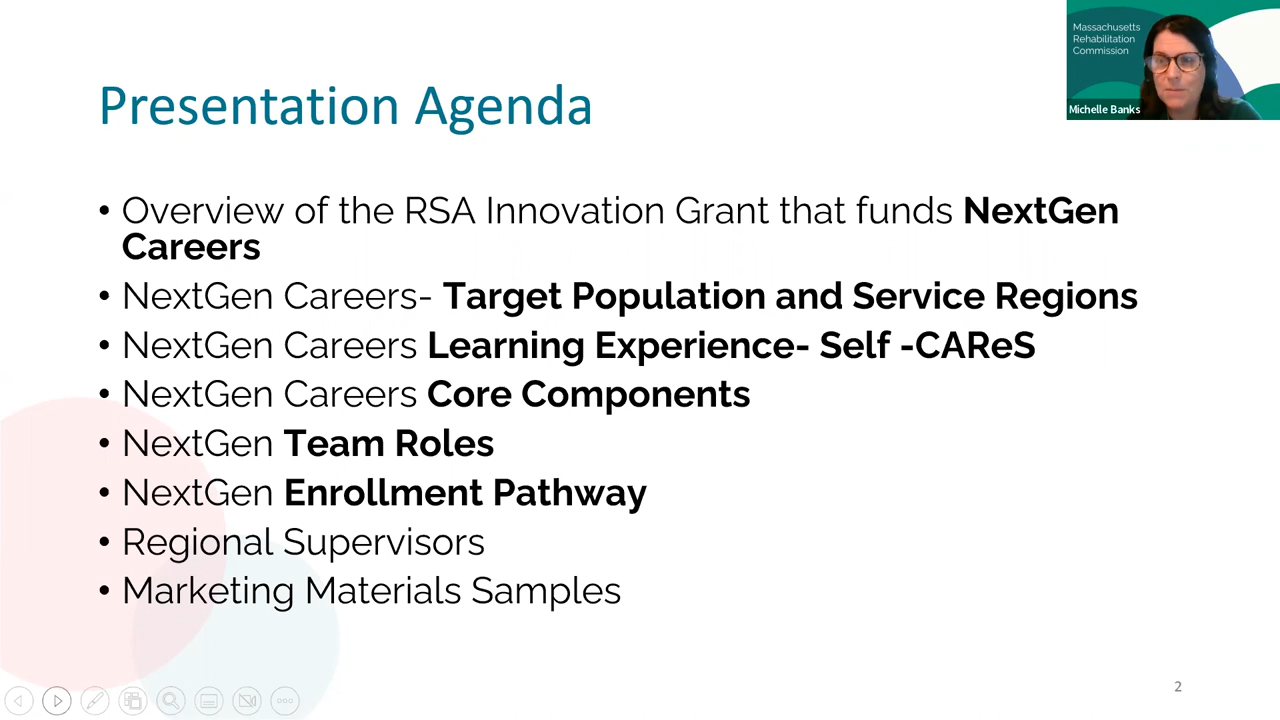 Massachusetts
Rehabilitation
Commission
Michelle Banks
Presentation Agenda
• Overview of the RSA Innovation Grant that funds NextGen
Careers
• NextGen Careers- Target Population and Service Regions
• NextGen Careers Learning Experience- Self -CAReS
• NextGen Careers Core Components
• NextGen Team Roles
• NextGen Enrollment Pathway
• Regional Supervisors
• Marketing Materials Samples
2